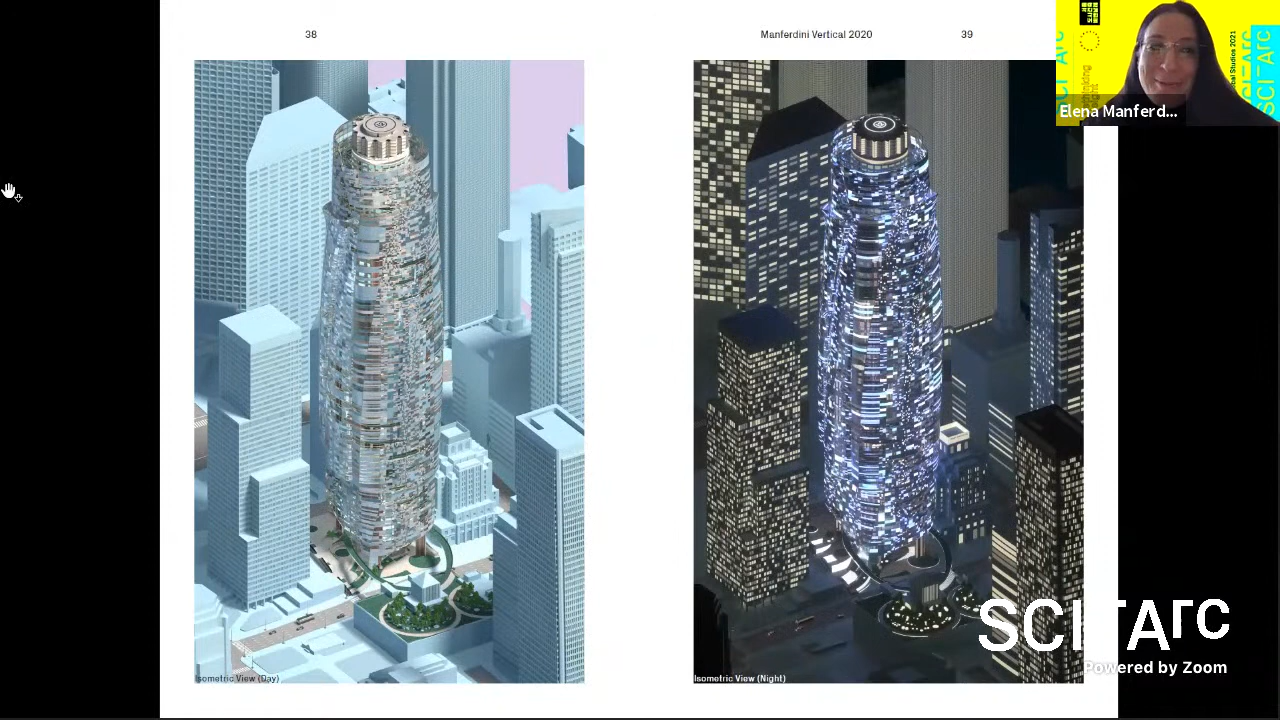 38
Manferdini Vertical 2020
39
Elena Manferd...
Isometric View (Day)
Isometric View (Night)
SCI-Arc
Powered by Zoom